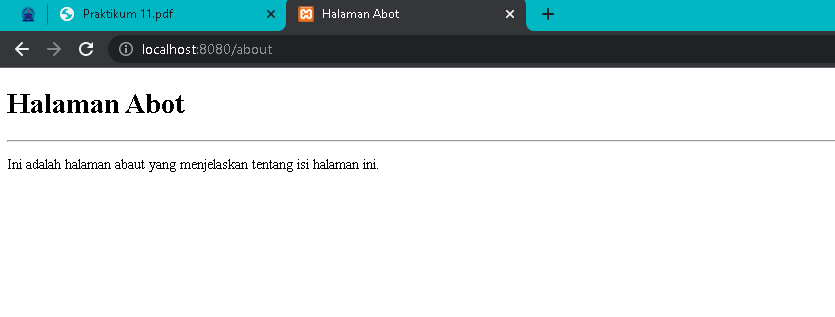 Praktikum 11.pdf
Halaman Abot
localhost:8080/about
Halaman Abot
Ini adalah halaman abaut yang menjelaskan tentang isi halaman ini.